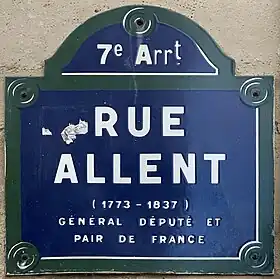 7e Arrt
RUE
ALLENT
( 1773 - 1837 )
GÉNÉRAL DÉPUTÉ ET
PAIR DE FRANCE